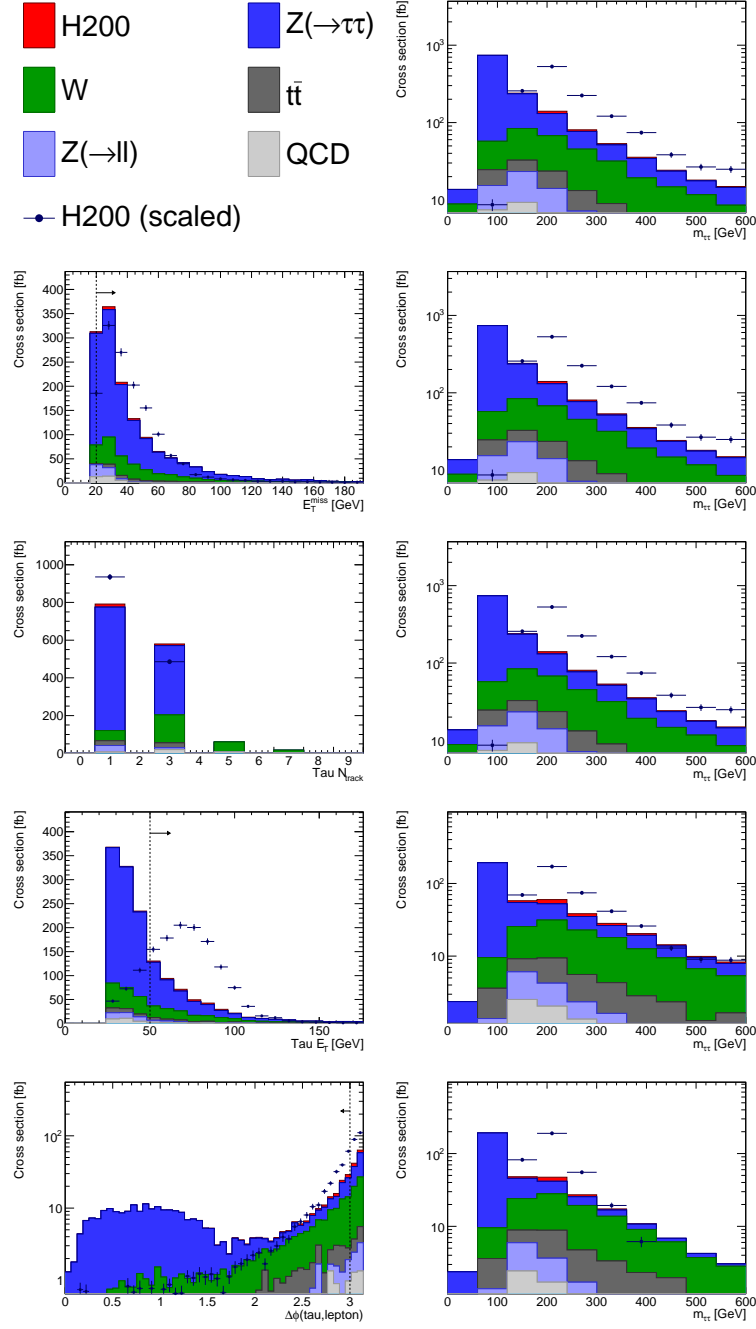 H200
Z(→ττ)
W
tt̄
Z(→ll)
QCD
H200 (scaled)
Cross section [fb]
10³
10²
10
0 100 200 300 400 500 600
m_ττ [GeV]
Cross section [fb]
400
350
300
250
200
150
100
50
0
0 20 40 60 80 100 120 140 160 180
E_T^miss [GeV]
Cross section [fb]
10³
10²
10
0 100 200 300 400 500 600
m_ττ [GeV]
Cross section [fb]
1000
800
600
400
200
0
0 1 2 3 4 5 6 7 8 9
Tau N_track
Cross section [fb]
10³
10²
10
0 100 200 300 400 500 600
m_ττ [GeV]
Cross section [fb]
400
350
300
250
200
150
100
50
0
0 50 100 150
Tau E_T [GeV]
Cross section [fb]
10²
10
0 100 200 300 400 500 600
m_ττ [GeV]
Cross section [fb]
10²
10
1
0 0.5 1 1.5 2 2.5 3
Δϕ(tau,lepton)
Cross section [fb]
10²
10
0 100 200 300 400 500 600
m_ττ [GeV]